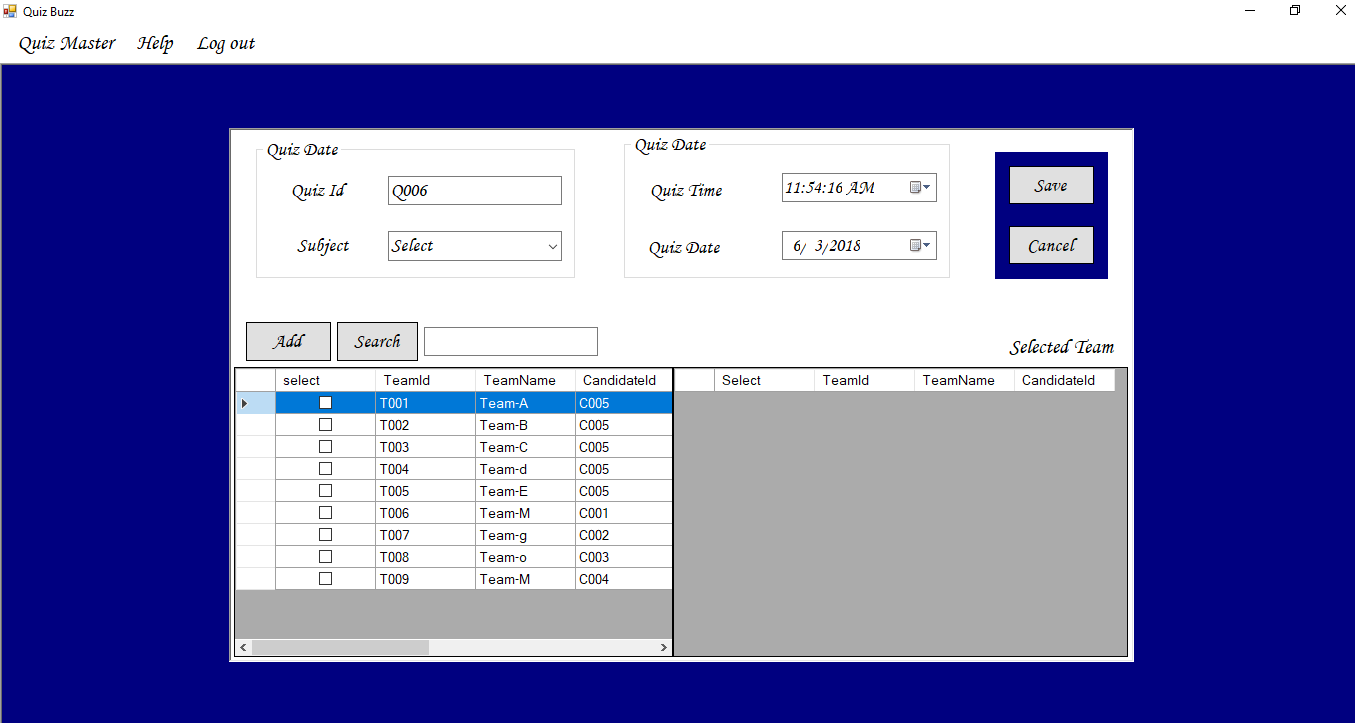 Quiz Buzz
Quiz Master Help Log out
Quiz Date
Quiz Id Q006
Subject Select
Quiz Date
Quiz Time 11:54:16 AM
Quiz Date 6/ 3/2018
Save
Cancel
Add Search
Selected Team
select TeamId TeamName CandidateId
T001 Team-A C005
T002 Team-B C005
T003 Team-C C005
T004 Team-d C005
T005 Team-E C005
T006 Team-M C001
T007 Team-g C002
T008 Team-o C003
T009 Team-M C004
Select TeamId TeamName CandidateId